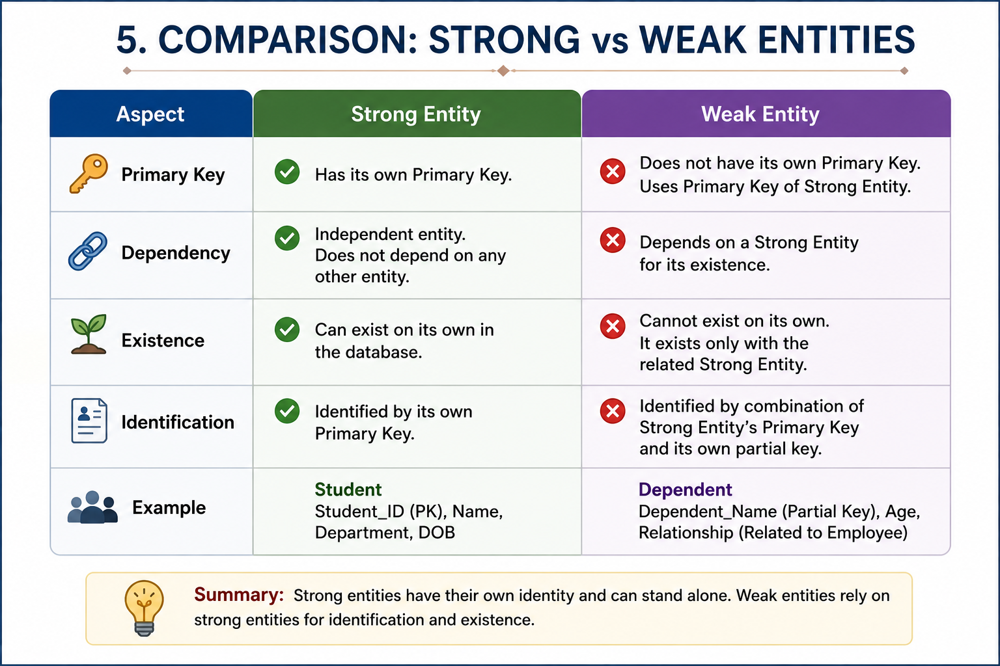 5. COMPARISON: STRONG vs WEAK ENTITIES
Aspect
Strong Entity
Weak Entity
Primary Key
Has its own Primary Key.
Does not have its own Primary Key.
Uses Primary Key of Strong Entity.
Dependency
Independent entity.
Does not depend on any
other entity.
Depends on a Strong Entity
for its existence.
Existence
Can exist on its own in
the database.
Cannot exist on its own.
It exists only with the
related Strong Entity.
Identification
Identified by its own
Primary Key.
Identified by combination of
Strong Entity’s Primary Key
and its own partial key.
Example
Student
Student_ID (PK), Name,
Department, DOB
Dependent
Dependent_Name (Partial Key), Age,
Relationship (Related to Employee)
Summary: Strong entities have their own identity and can stand alone. Weak entities rely on
strong entities for identification and existence.